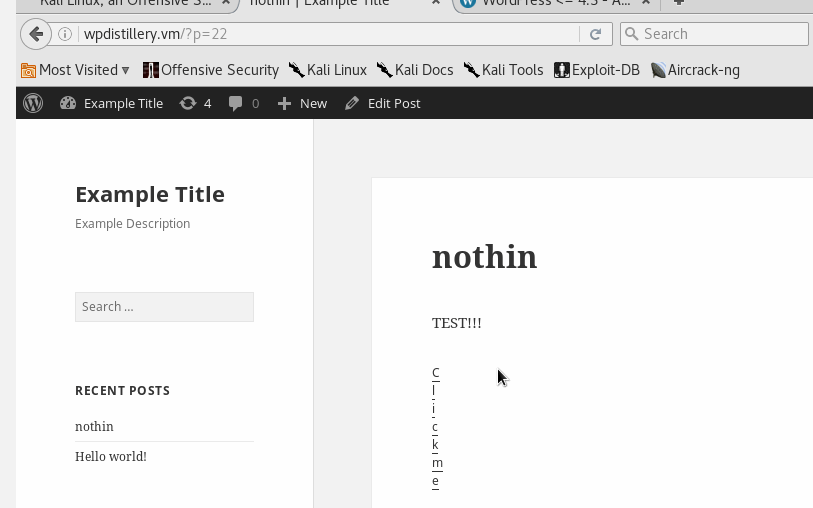 Kali Linux, an Offensive S...
nothin | Example Title
WordPress <= 4.3 - A...
wpdistillery.vm/?p=22
Search
Most Visited
Offensive Security
Kali Linux
Kali Docs
Kali Tools
Exploit-DB
Aircrack-ng
Example Title
4
0
New
Edit Post
Example Title
Example Description
Search ...
RECENT POSTS
nothin
Hello world!
nothin
TEST!!!
C
l
i
c
k
m
e